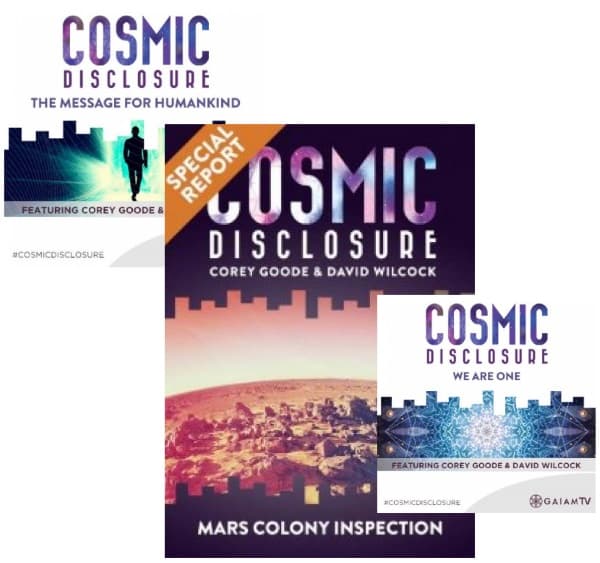 COSMIC
DISCLOSURE
THE MESSAGE FOR HUMANKIND
FEATURING COREY GOODE &
#COSMICDISCLOSURE
SPECIAL
REPORT
COSMIC
DISCLOSURE
COREY GOODE & DAVID WILCOCK
MARS COLONY INSPECTION
COSMIC
DISCLOSURE
WE ARE ONE
FEATURING COREY GOODE & DAVID WILCOCK
#COSMICDISCLOSURE
GAIAMTV